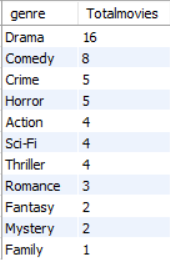 genre Totalmovies
Drama 16
Comedy 8
Crime 5
Horror 5
Action 4
Sci-Fi 4
Thriller 4
Romance 3
Fantasy 2
Mystery 2
Family 1